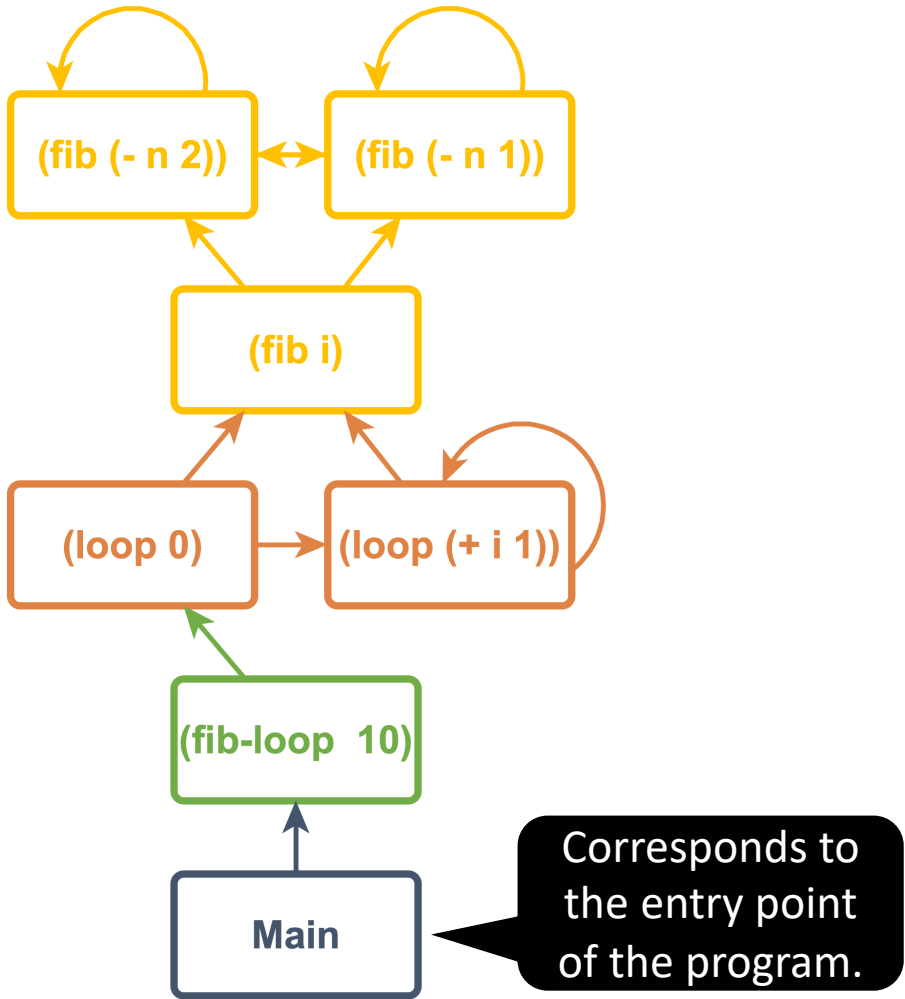 (fib (- n 2))
(fib (- n 1))
(fib i)
(loop 0)
(loop (+ i 1))
(fib-loop  10)
Main
Corresponds to
the entry point
of the program.